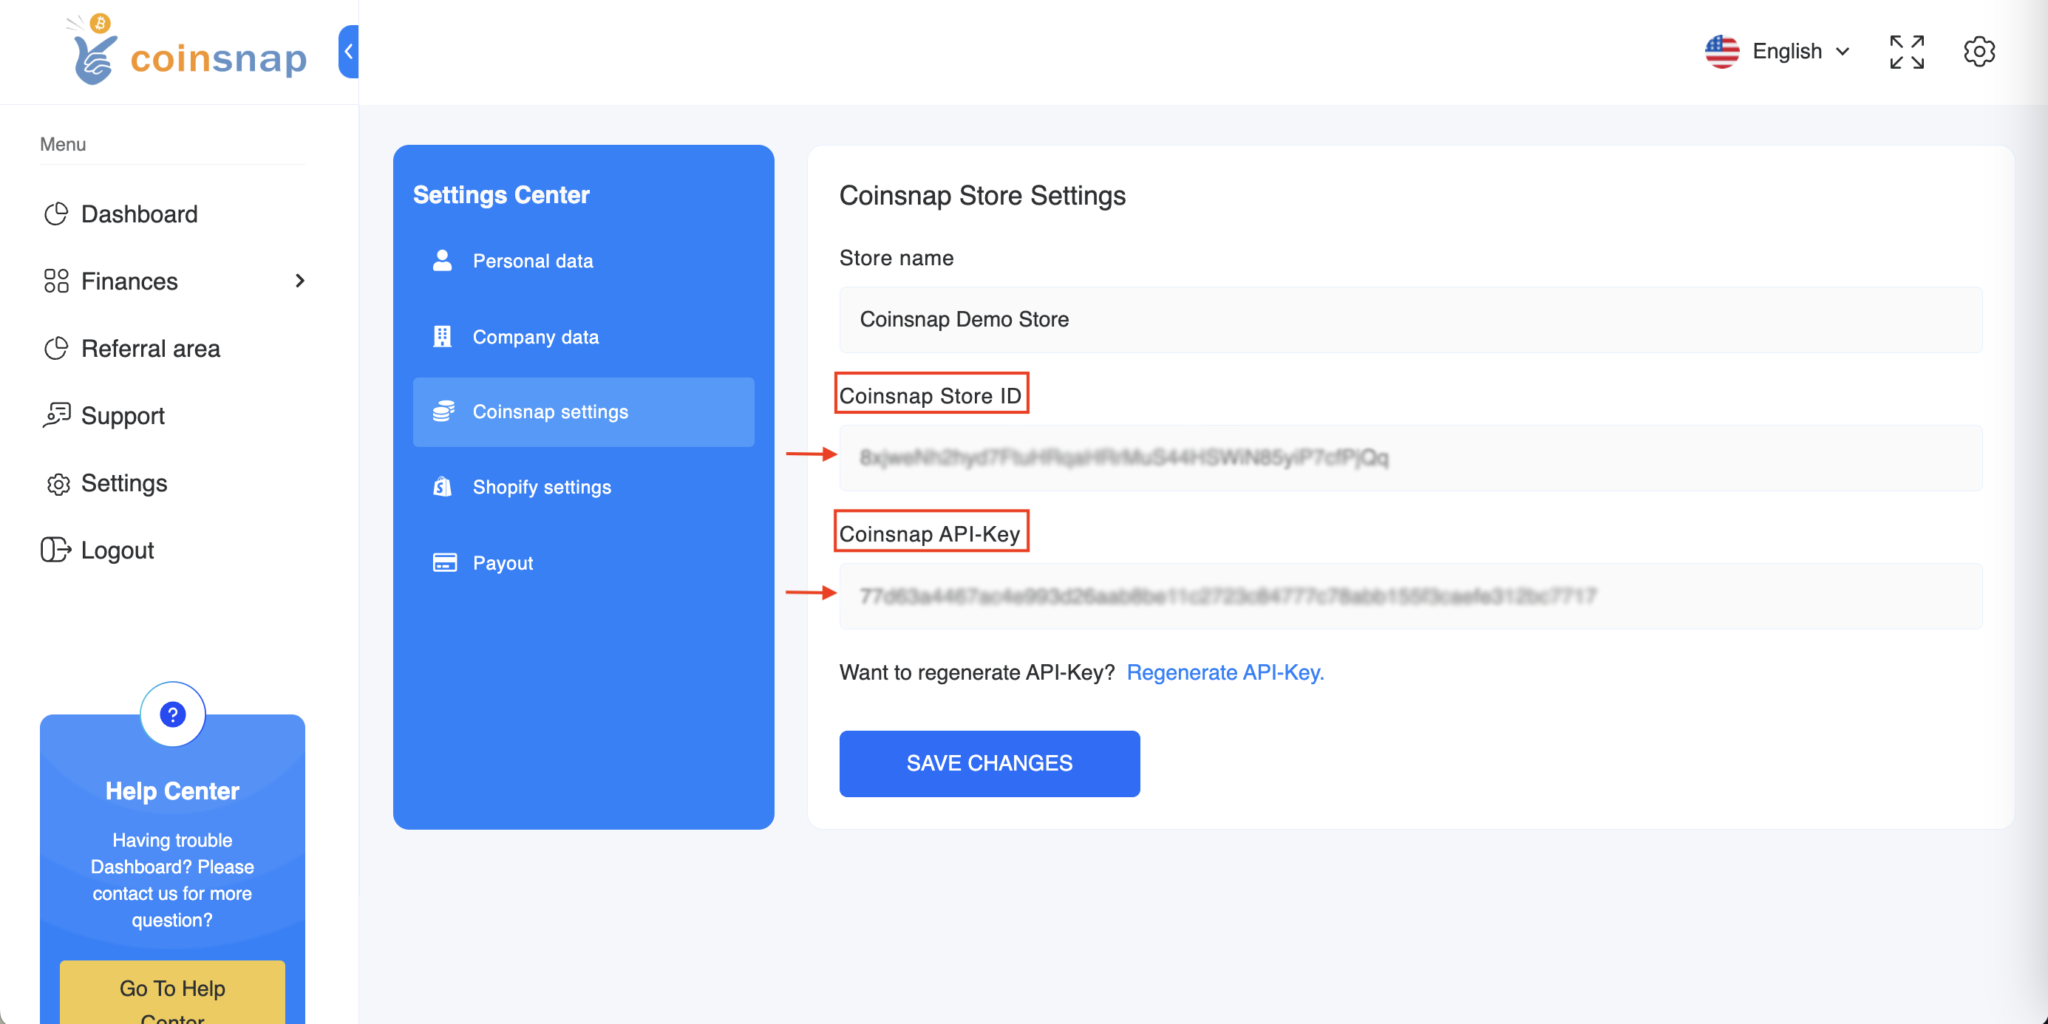 coinsnap
English
Menu
Dashboard
Finances
Referral area
Support
Settings
Logout
Help Center
Having trouble
Dashboard? Please
contact us for more
question?
Go To Help
Center
Settings Center
Personal data
Company data
Coinsnap settings
Shopify settings
Payout
Coinsnap Store Settings
Store name
Coinsnap Demo Store
Coinsnap Store ID
Coinsnap API-Key
Want to regenerate API-Key? Regenerate API-Key.
SAVE CHANGES